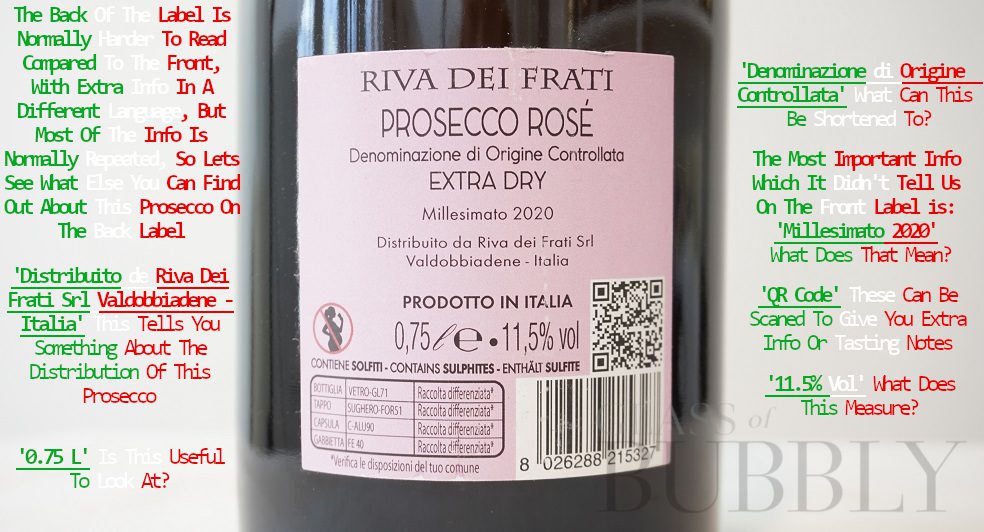 The Back Of The Label Is
Normally Harder To Read
Compared To The Front,
With Extra Info In A
Different Language, But
Most Of The Info Is
Normally Repeated, So Lets
See What Else You Can Find
Out About This Prosecco On
The Back Label
'Distribuito de Riva Dei
Frati Srl Valdobbiadene -
Italia' This Tells You
Something About The
Distribution Of This
Prosecco
'0.75 L' Is This Useful
To Look At?
RIVA DEI FRATI
PROSECCO ROSÉ
Denominazione di Origine Controllata
EXTRA DRY
Millesimato 2020
Distribuito da Riva dei Frati Srl
Valdobbiadene - Italia
PRODOTTO IN ITALIA
0,75 ℓ e • 11,5% vol
CONTIENE SOLFITI - CONTAINS SULPHITES - ENTHÄLT SULFITE
BOTTIGLIA VETRO-GL71 Raccolta differenziata*
TAPPO SUGHERO-FOR51 Raccolta differenziata*
CAPSULA C-ALU90 Raccolta differenziata*
GABBIETTA FE 40 Raccolta differenziata*
*Verifica le disposizioni del tuo comune
8 026288 215327
'Denominazione di Origine
Controllata' What Can This
Be Shortened To?
The Most Important Info
Which It Didn't Tell Us
On The Front Label is:
'Millesimato 2020'
What Does That Mean?
'QR Code' These Can Be
Scaned To Give You Extra
Info Or Tasting Notes
'11.5% Vol' What Does
This Measure?
GLASS of
BUBBLY